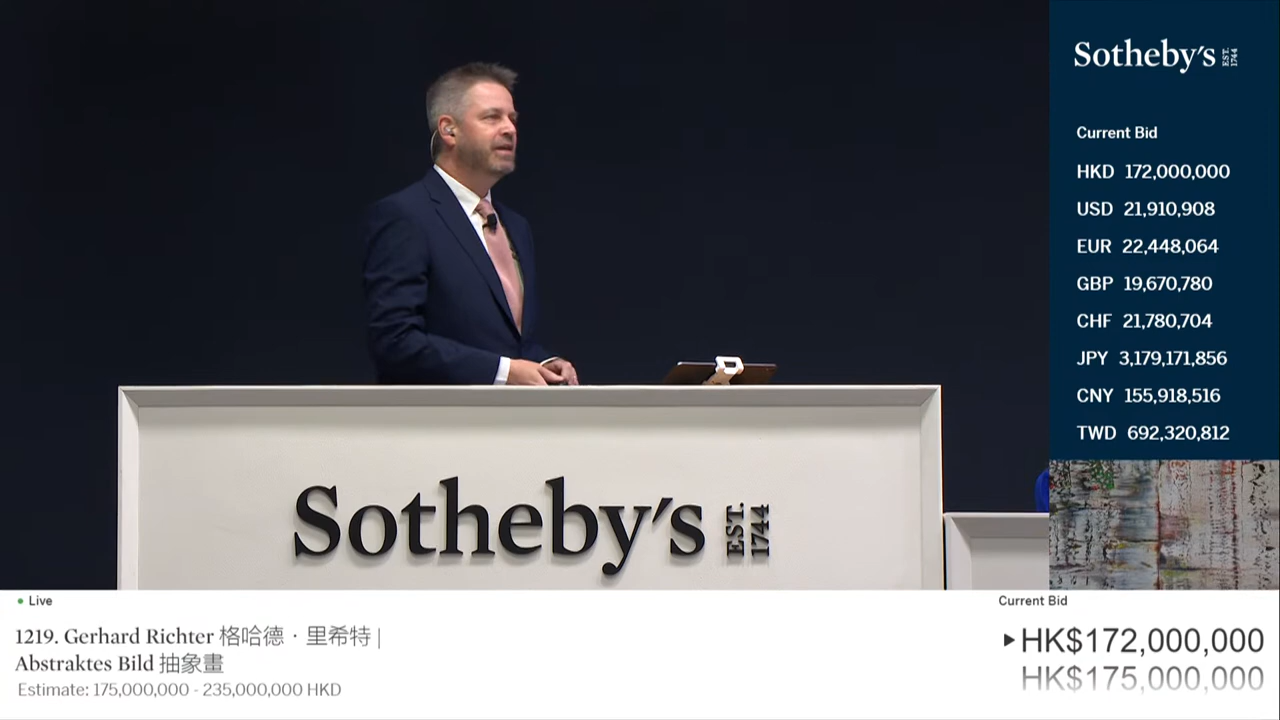 Sotheby's EST. 1744
Current Bid
HKD 172,000,000
USD 21,910,908
EUR 22,448,064
GBP 19,670,780
CHF 21,780,704
JPY 3,179,171,856
CNY 155,918,516
TWD 692,320,812
Sotheby's EST. 1744
Live
Current Bid
1219. Gerhard Richter 格哈德・里希特 |
Abstraktes Bild 抽象畫
Estimate: 175,000,000 - 235,000,000 HKD
HK$172,000,000
HK$175,000,000